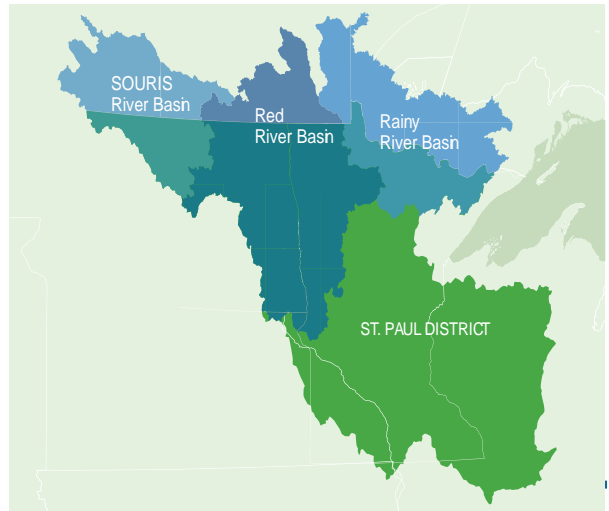 SOURIS
River Basin
Red
River Basin
Rainy
River Basin
ST. PAUL DISTRICT